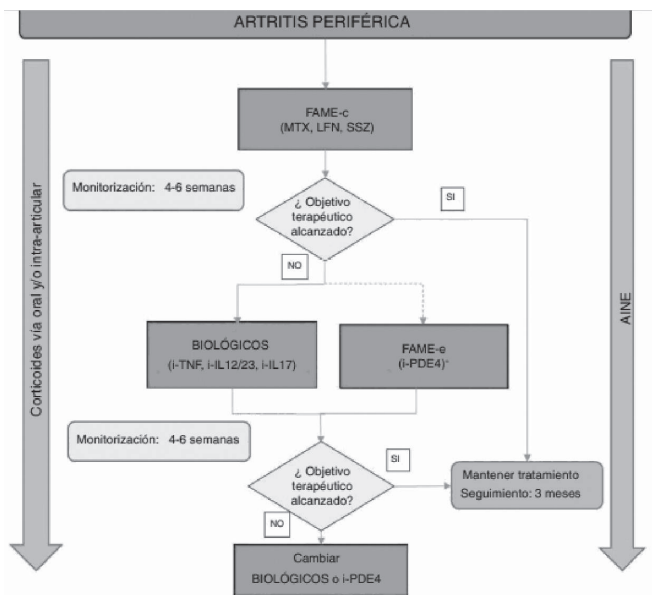 ARTRITIS PERIFÉRICA
FAME-c
(MTX, LFN, SSZ)
Monitorización: 4-6 semanas
¿ Objetivo
terapéutico
alcanzado?
SI
NO
BIOLÓGICOS
(i-TNF, i-IL12/23, i-IL17)
FAME-e
(i-PDE4)*
Monitorización: 4-6 semanas
¿ Objetivo
terapéutico
alcanzado?
SI
NO
Mantener tratamiento
Seguimiento: 3 meses
Cambiar
BIOLÓGICOS o i-PDE4
Corticoides vía oral y/o intra-articular
AINE